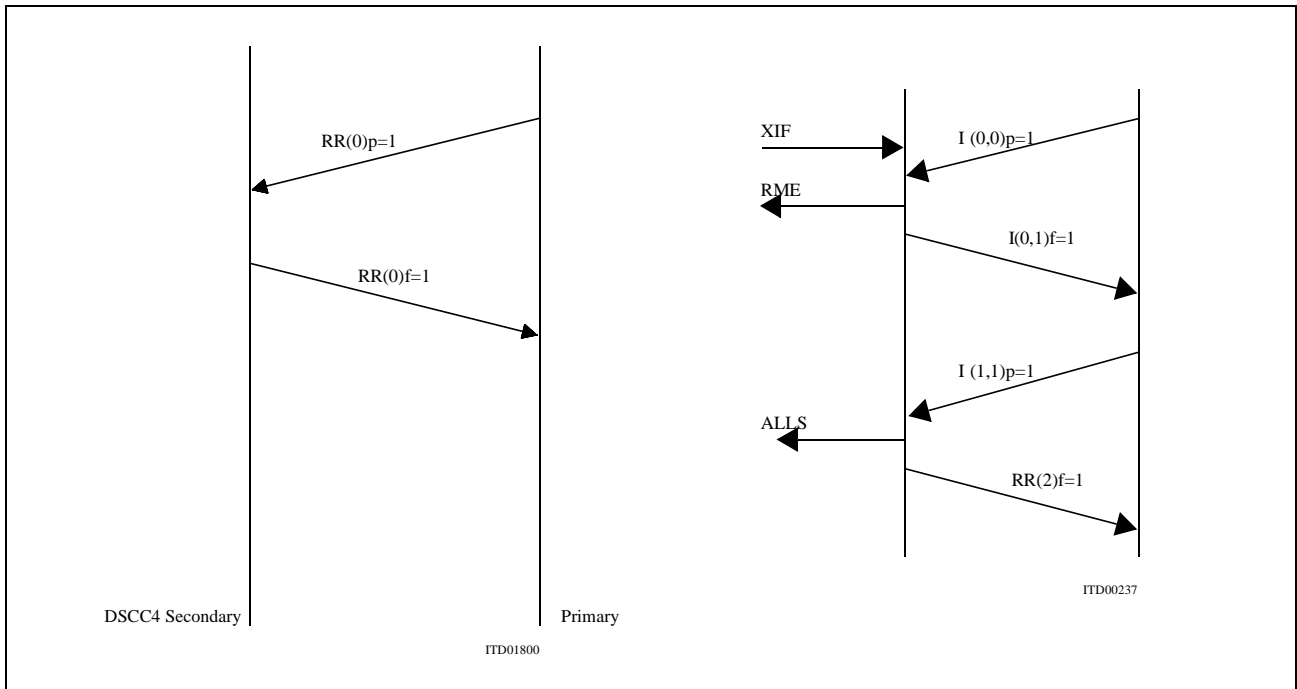 RR(0)p=1
RR(0)f=1
DSCC4 Secondary
Primary
ITD01800
XIF
I (0,0)p=1
RME
I(0,1)f=1
I (1,1)p=1
ALLS
RR(2)f=1
ITD00237